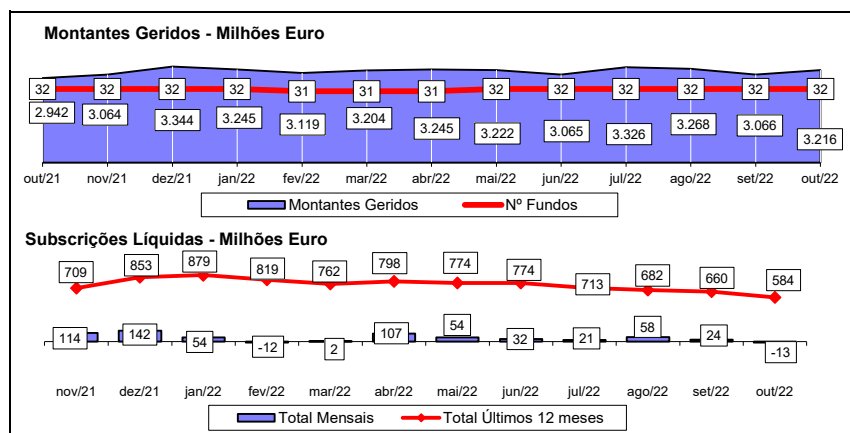 Montantes Geridos - Milhões Euro
32 32 32 32 31 31 31 32 32 32 32 32 32
2.942 3.064 3.344 3.245 3.119 3.204 3.245 3.222 3.065 3.326 3.268 3.066 3.216
out/21 nov/21 dez/21 jan/22 fev/22 mar/22 abr/22 mai/22 jun/22 jul/22 ago/22 set/22 out/22
Montantes Geridos Nº Fundos
Subscrições Líquidas - Milhões Euro
709 853 879 819 762 798 774 774 713 682 660 584
114 142 54 -12 2 107 54 32 21 58 24 -13
nov/21 dez/21 jan/22 fev/22 mar/22 abr/22 mai/22 jun/22 jul/22 ago/22 set/22 out/22
Total Mensais Total Últimos 12 meses